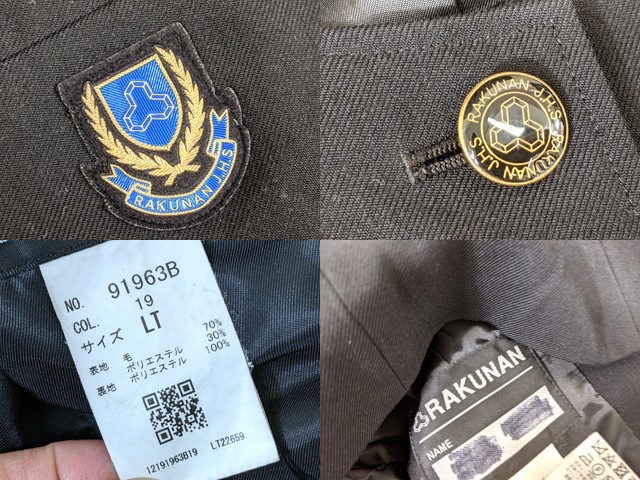 RAKUNAN J.H.S
RAKUNAN J.H.S RAKUNAN J.H.S
NO. 91963B
COL. 19
サイズ LT
表地 毛 70%
ポリエステル 30%
裏地 ポリエステル 100%
12191963B19 LT22659
RAKUNAN
NAME